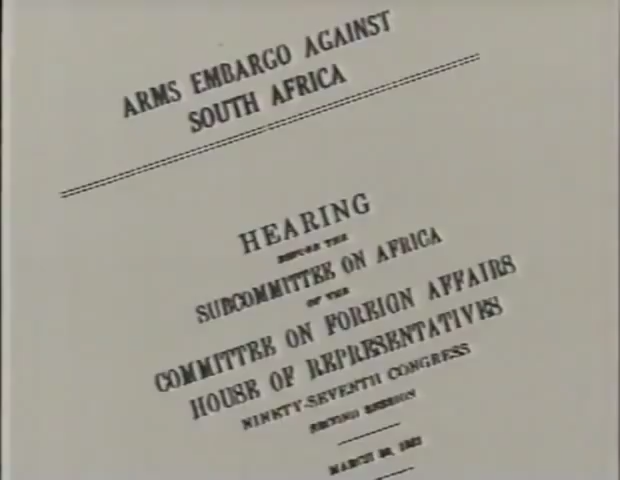 ARMS EMBARGO AGAINST
SOUTH AFRICA
HEARING
BEFORE THE
SUBCOMMITTEE ON AFRICA
OF THE
COMMITTEE ON FOREIGN AFFAIRS
HOUSE OF REPRESENTATIVES
NINETY-SEVENTH CONGRESS
SECOND SESSION
MARCH